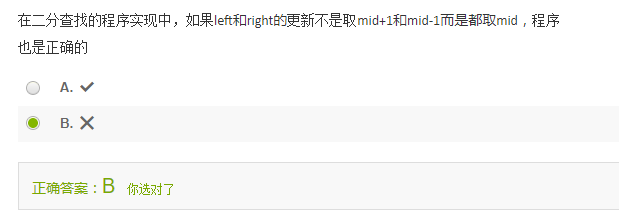 在二分查找的程序实现中，如果left和right的更新不是取mid+1和mid-1而是都取mid，程序
也是正确的
A. ✓
B. ✕
正确答案：B 你选对了